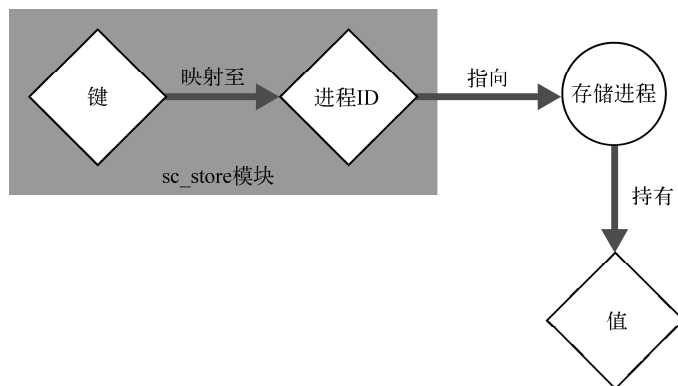 键
映射至
进程ID
指向
存储进程
sc_store模块
持有
值